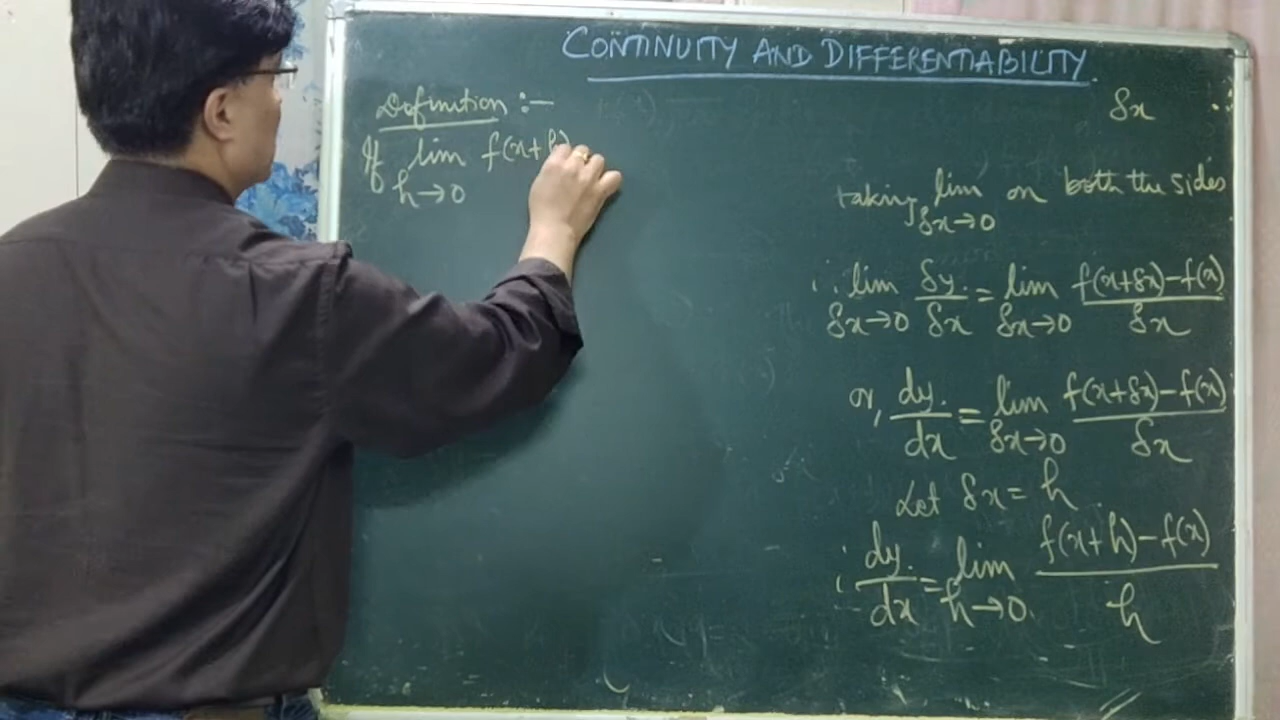 CONTINUITY AND DIFFERENTIABILITY
Definition :-
If lim f(x+h)
h→0
δx
taking lim on both the sides
δx→0
∴ lim δy/δx = lim f(x+δx)-f(x)/δx
δx→0 δx→0
or, dy/dx = lim f(x+δx)-f(x)/δx
δx→0
Let δx = h
∴ dy/dx = lim f(x+h)-f(x)/h
h→0